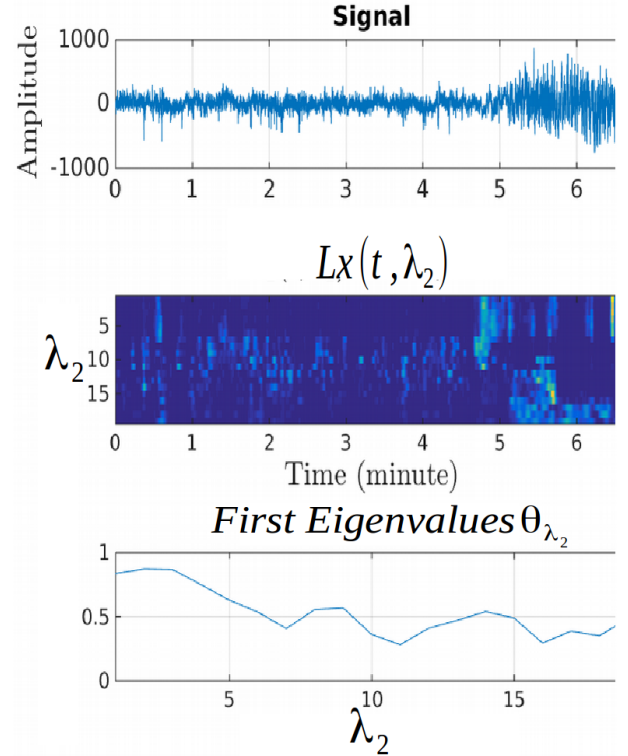 Signal
Amplitude
1000
0
-1000
0 1 2 3 4 5 6
Lx(t,λ₂)
λ₂
5
10
15
0 1 2 3 4 5 6
Time (minute)
First Eigenvalues θλ₂
1
0.5
0
5 10 15
λ₂